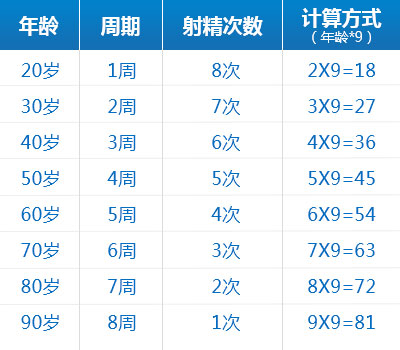 年龄 周期 射精次数 计算方式
（年龄*9）
20岁 1周 8次 2X9=18
30岁 2周 7次 3X9=27
40岁 3周 6次 4X9=36
50岁 4周 5次 5X9=45
60岁 5周 4次 6X9=54
70岁 6周 3次 7X9=63
80岁 7周 2次 8X9=72
90岁 8周 1次 9X9=81